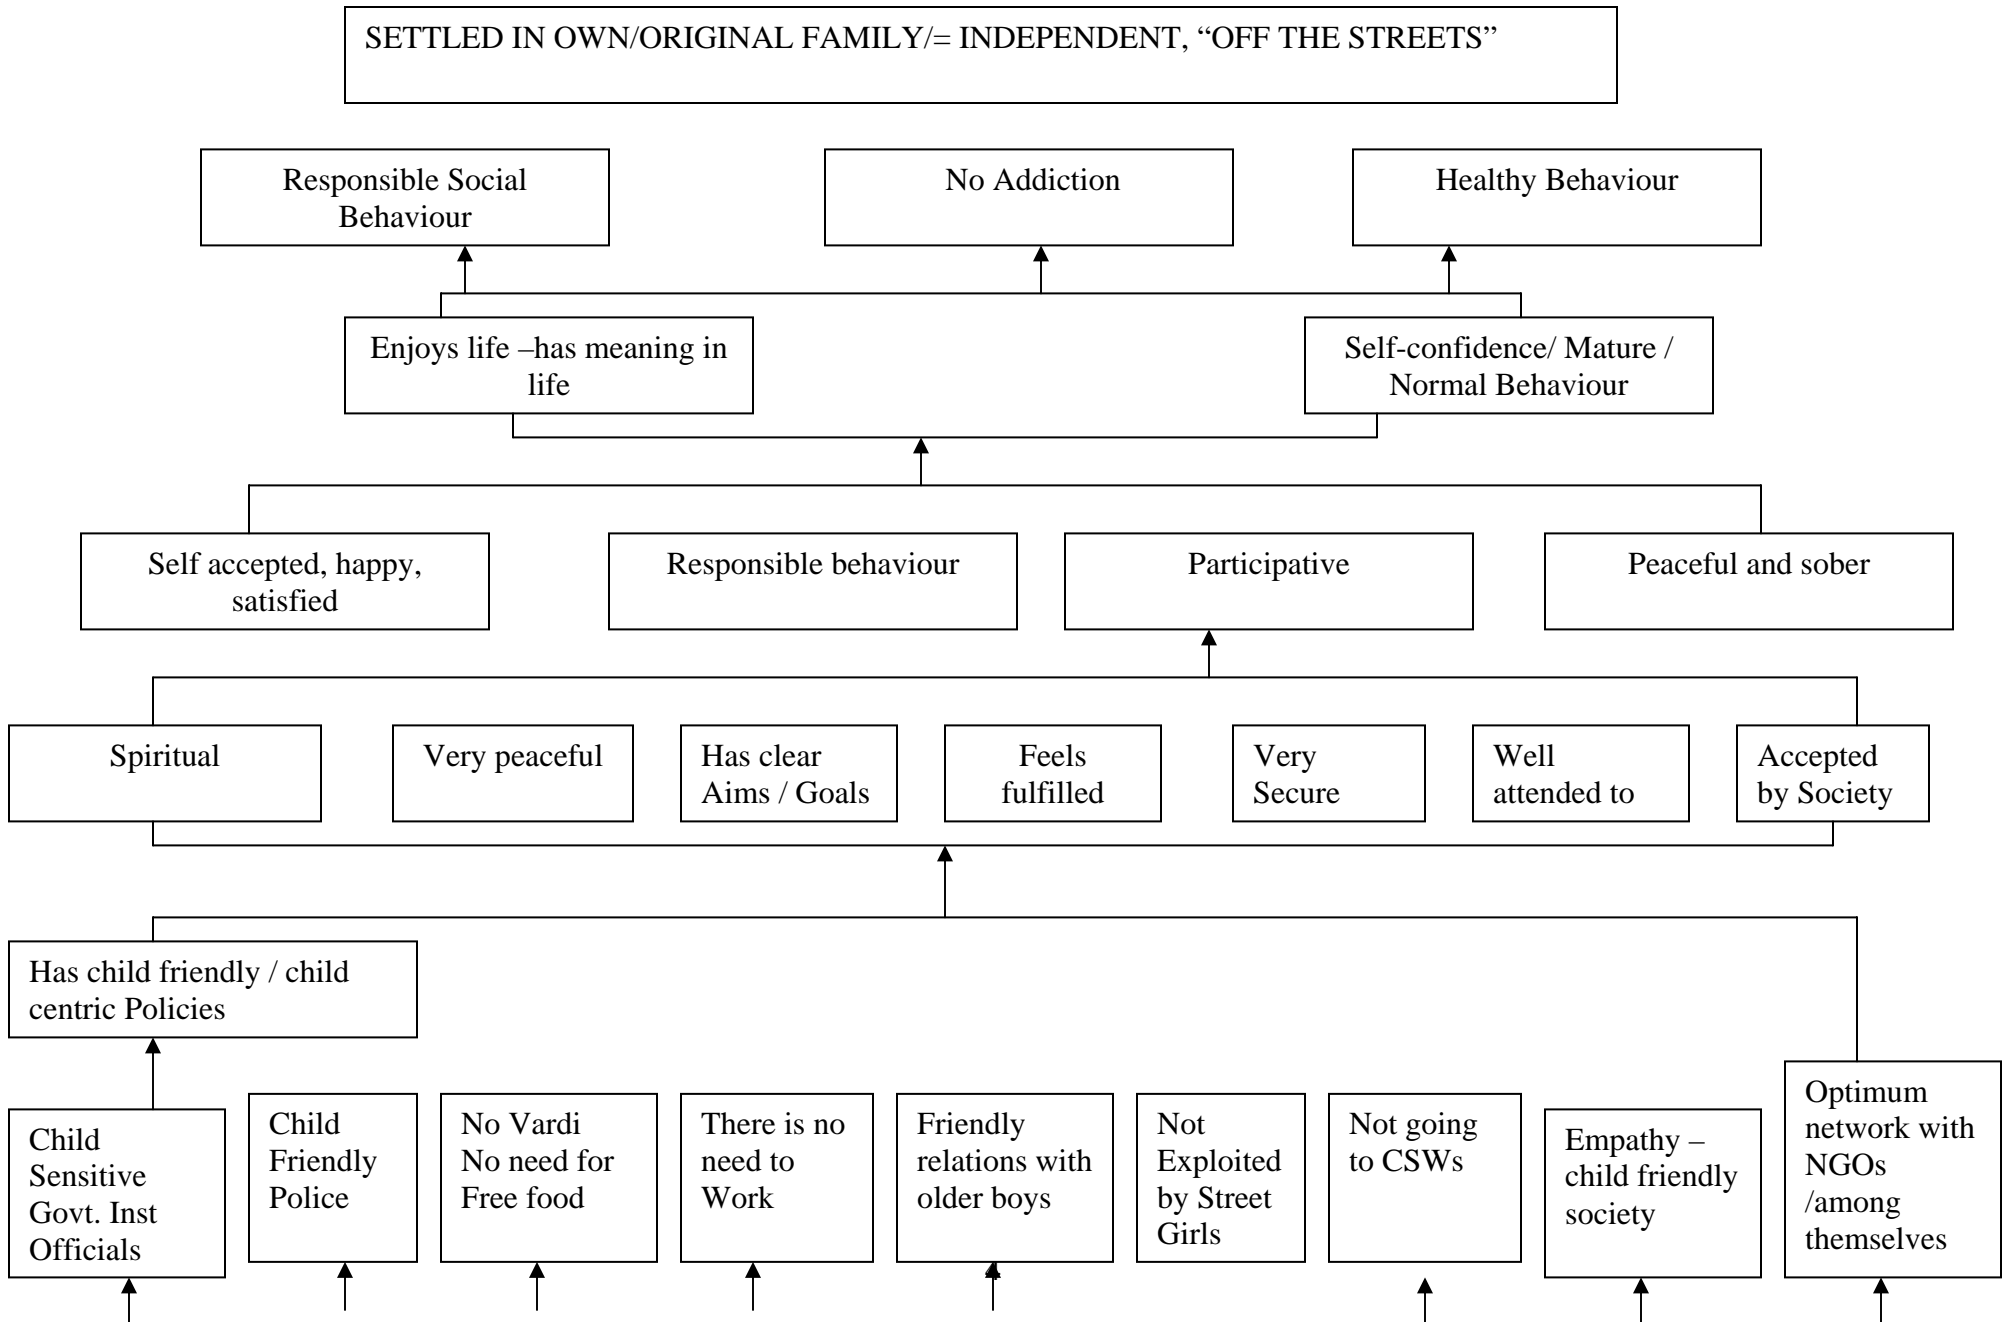 SETTLED IN OWN/ORIGINAL FAMILY/= INDEPENDENT, “OFF THE STREETS”
Responsible Social
Behaviour
No Addiction
Healthy Behaviour
Enjoys life –has meaning in
life
Self-confidence/ Mature /
Normal Behaviour
Self accepted, happy,
satisfied
Responsible behaviour
Participative
Peaceful and sober
Spiritual
Very peaceful
Has clear
Aims / Goals
Feels
fulfilled
Very
Secure
Well
attended to
Accepted
by Society
Has child friendly / child
centric Policies
Child
Sensitive
Govt. Inst
Officials
Child
Friendly
Police
No Vardi
No need for
Free food
There is no
need to
Work
Friendly
relations with
older boys
Not
Exploited
by Street
Girls
Not going
to CSWs
Empathy –
child friendly
society
Optimum
network with
NGOs
/among
themselves